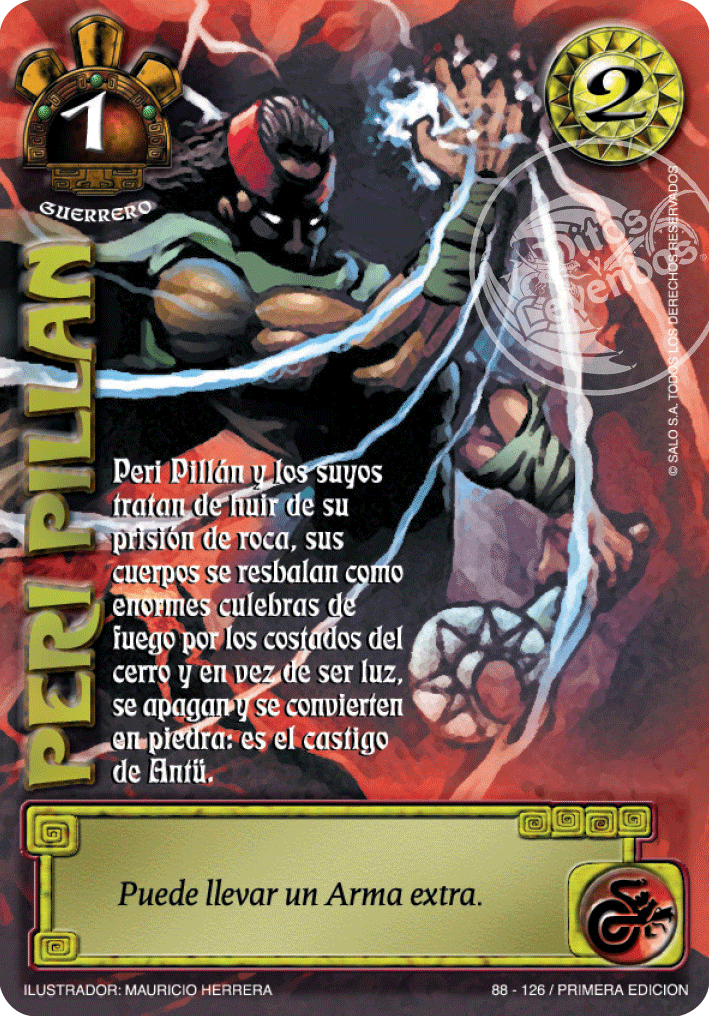 1
2
GUERRERO
Mitos
y
Leyendas
®
© SALO S.A. TODOS LOS DERECHOS RESERVADOS
PERI PILLAN
Peri Pillán y los suyos
tratan de huir de su
prisión de roca, sus
cuerpos se resbalan como
enormes culebras de
fuego por los costados del
cerro y en vez de ser luz,
se apagan y se convierten
en piedra: es el castigo
de Antü.
Puede llevar un Arma extra.
ILUSTRADOR: MAURICIO HERRERA
88 - 126 / PRIMERA EDICION